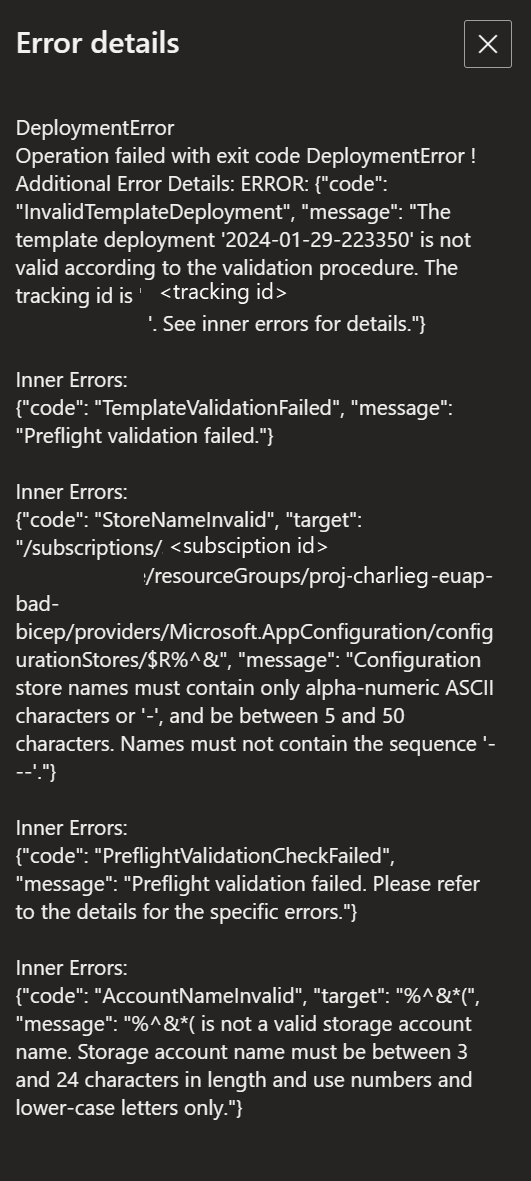 Error details
DeploymentError
Operation failed with exit code DeploymentError !
Additional Error Details: ERROR: {"code":
"InvalidTemplateDeployment", "message": "The
template deployment '2024-01-29-223350' is not
valid according to the validation procedure. The
tracking id is ' <tracking id>
'. See inner errors for details."}
Inner Errors:
{"code": "TemplateValidationFailed", "message":
"Preflight validation failed."}
Inner Errors:
{"code": "StoreNameInvalid", "target":
"/subscriptions/ <subsciption id>
/resourceGroups/proj-charlieg-euap-
bad-
bicep/providers/Microsoft.AppConfiguration/config
urationStores/$R%^&", "message": "Configuration
store names must contain only alpha-numeric ASCII
characters or '-', and be between 5 and 50
characters. Names must not contain the sequence '-
--'."}
Inner Errors:
{"code": "PreflightValidationCheckFailed",
"message": "Preflight validation failed. Please refer
to the details for the specific errors."}
Inner Errors:
{"code": "AccountNameInvalid", "target": "%^&*(",
"message": "%^&*( is not a valid storage account
name. Storage account name must be between 3
and 24 characters in length and use numbers and
lower-case letters only."}